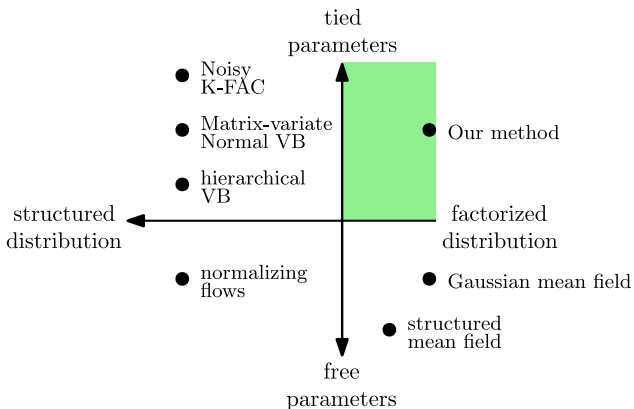 tied
parameters
Noisy
K-FAC
Matrix-variate
Normal VB
Our method
hierarchical
VB
structured
distribution
factorized
distribution
normalizing
flows
Gaussian mean field
structured
mean field
free
parameters